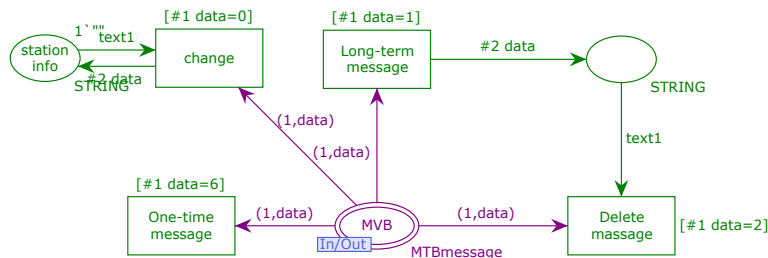 [#1 data=0]
[#1 data=1]
1`""
text1
station
info
change
Long-term
message
#2 data
#2 data
STRING
STRING
(1,data)
(1,data)
text1
[#1 data=6]
One-time
message
(1,data)
MVB
In/Out
MTBmessage
(1,data)
Delete
massage
[#1 data=2]